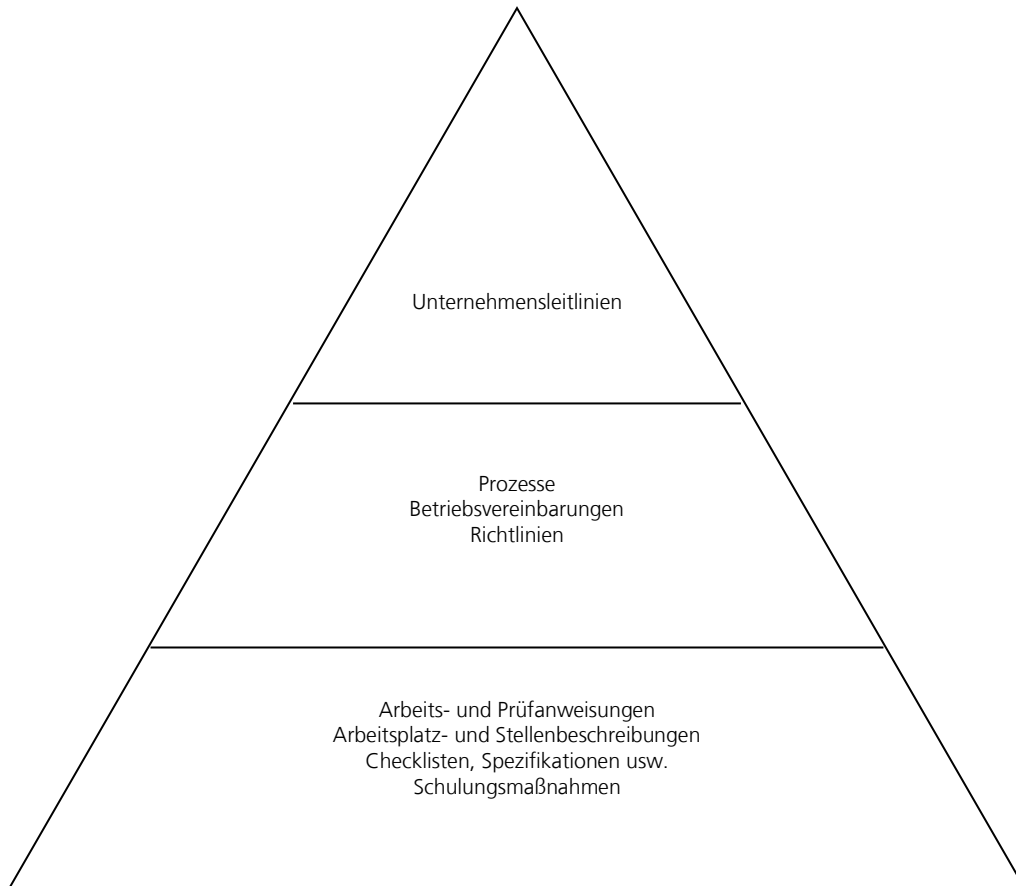 Unternehmensleitlinien
Prozesse
Betriebsvereinbarungen
Richtlinien
Arbeits- und Prüfanweisungen
Arbeitsplatz- und Stellenbeschreibungen
Checklisten, Spezifikationen usw.
Schulungsmaßnahmen